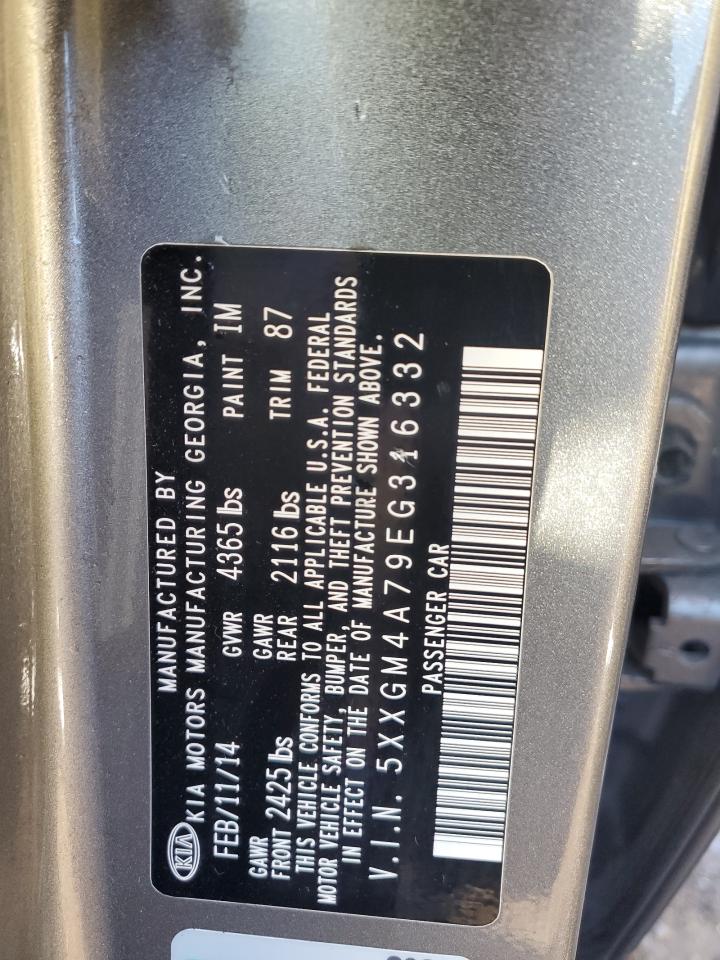 MANUFACTURED BY
KIA KIA MOTORS MANUFACTURING GEORGIA, INC.
FEB/11/14 GVWR 4365 lbs PAINT IM
GAWR GAWR
FRONT 2425 lbs REAR 2116 lbs TRIM 87
THIS VEHICLE CONFORMS TO ALL APPLICABLE U.S.A. FEDERAL
MOTOR VEHICLE SAFETY, BUMPER, AND THEFT PREVENTION STANDARDS
IN EFFECT ON THE DATE OF MANUFACTURE SHOWN ABOVE.
V.I.N. 5XXGM4A79EG316332
PASSENGER CAR